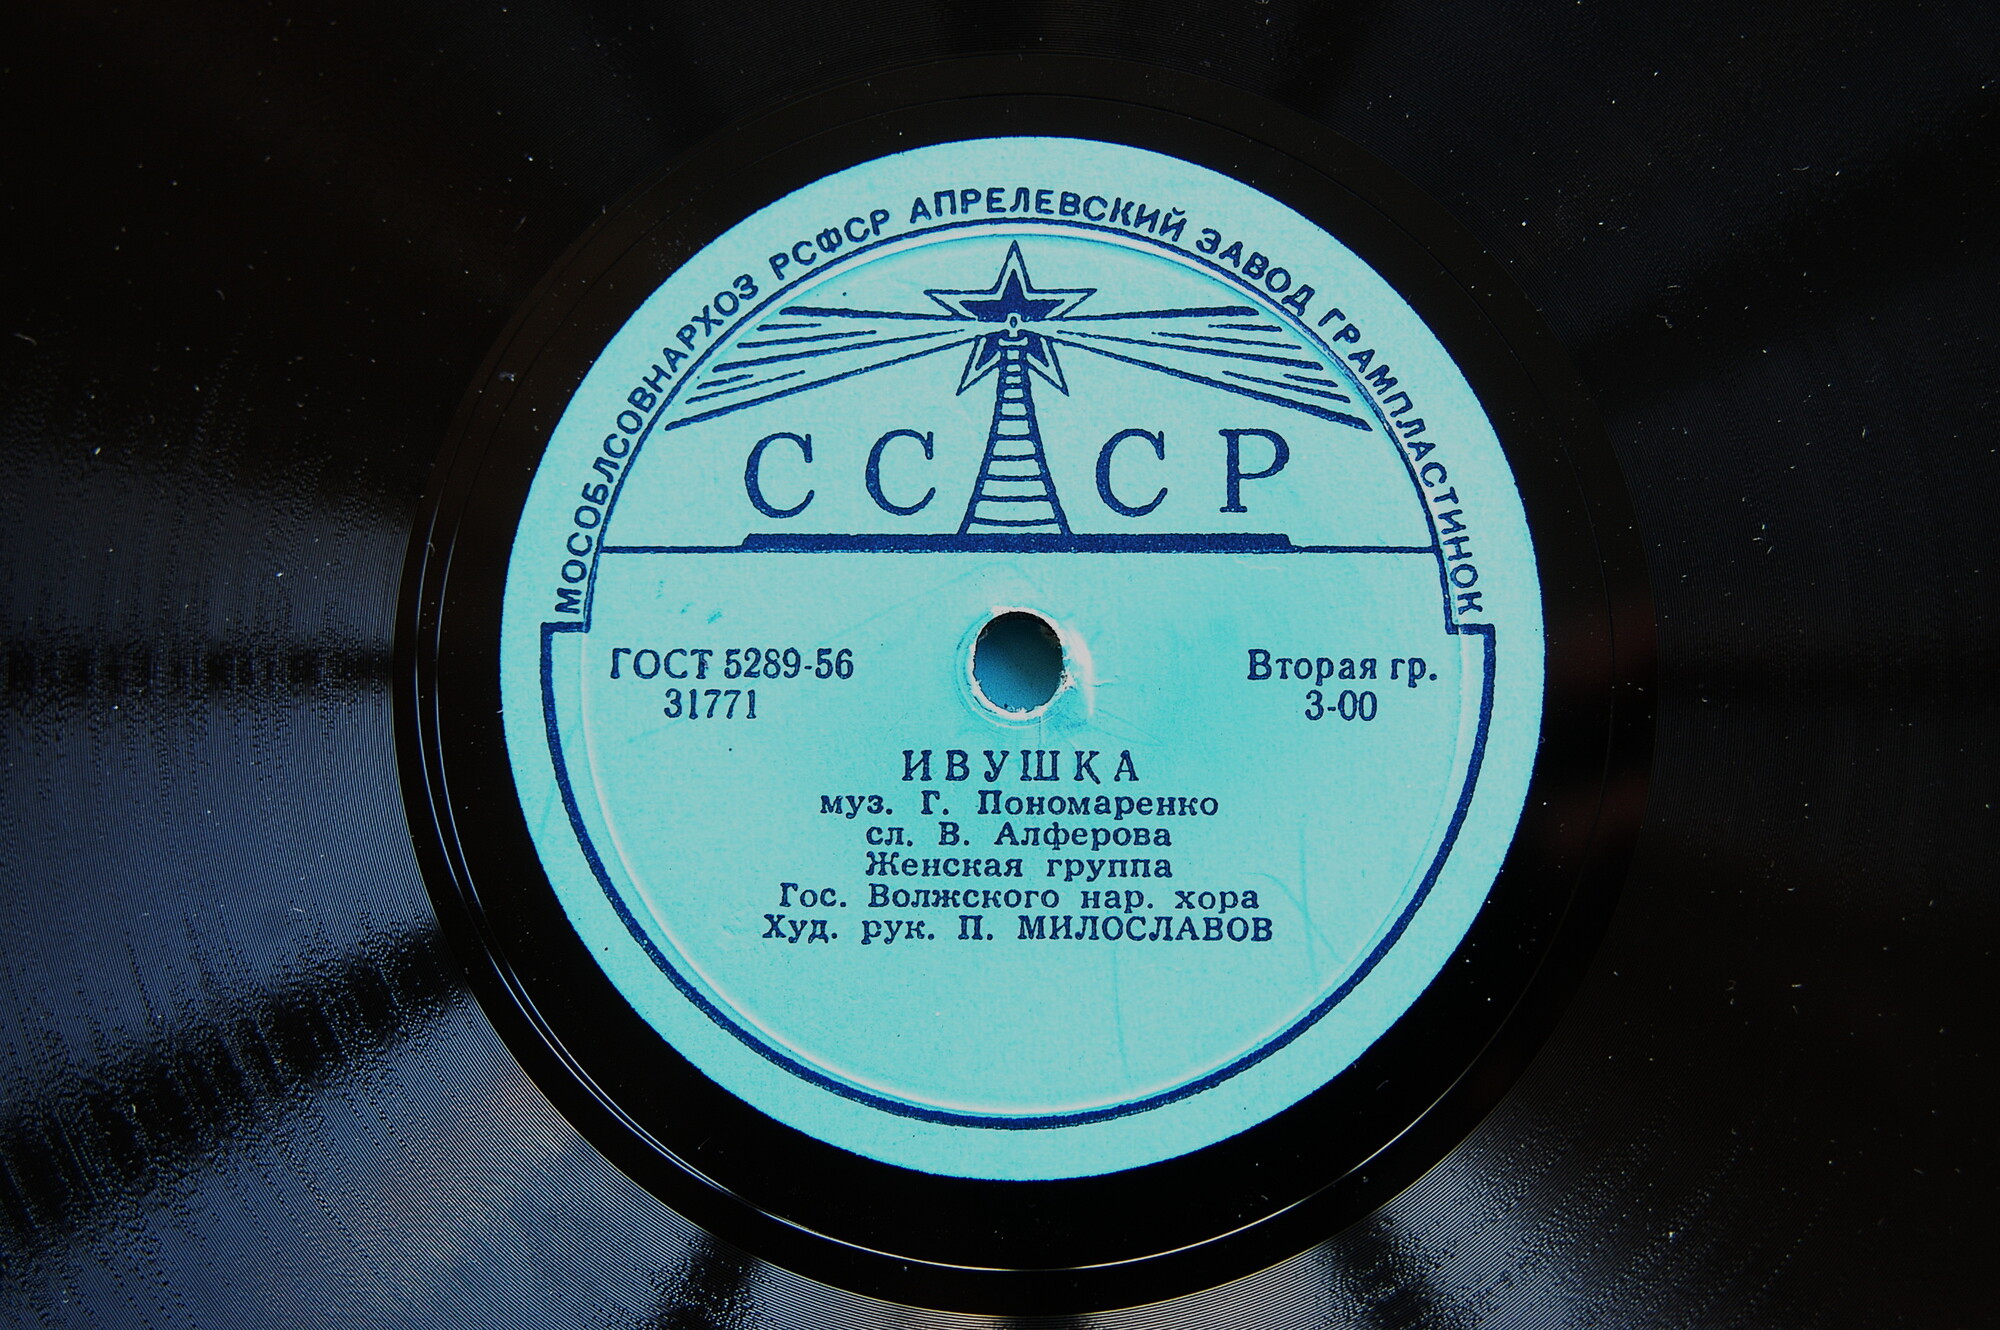 МОСОБЛСОВНАРХОЗ РСФСР АПРЕЛЕВСКИЙ ЗАВОД ГРАМПЛАСТИНОК
СССР
ГОСТ 5289-56
31771
Вторая гр.
3-00
ИВУШКА
муз. Г. Пономаренко
сл. В. Алферова
Женская группа
Гос. Волжского нар. хора
Худ. рук. П. МИЛОСЛАВОВ